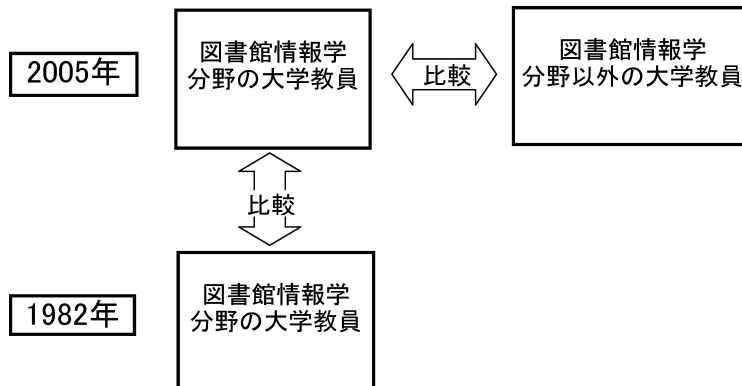 2005年
図書館情報学
分野の大学教員
比較
図書館情報学
分野以外の大学教員
比較
1982年
図書館情報学
分野の大学教員